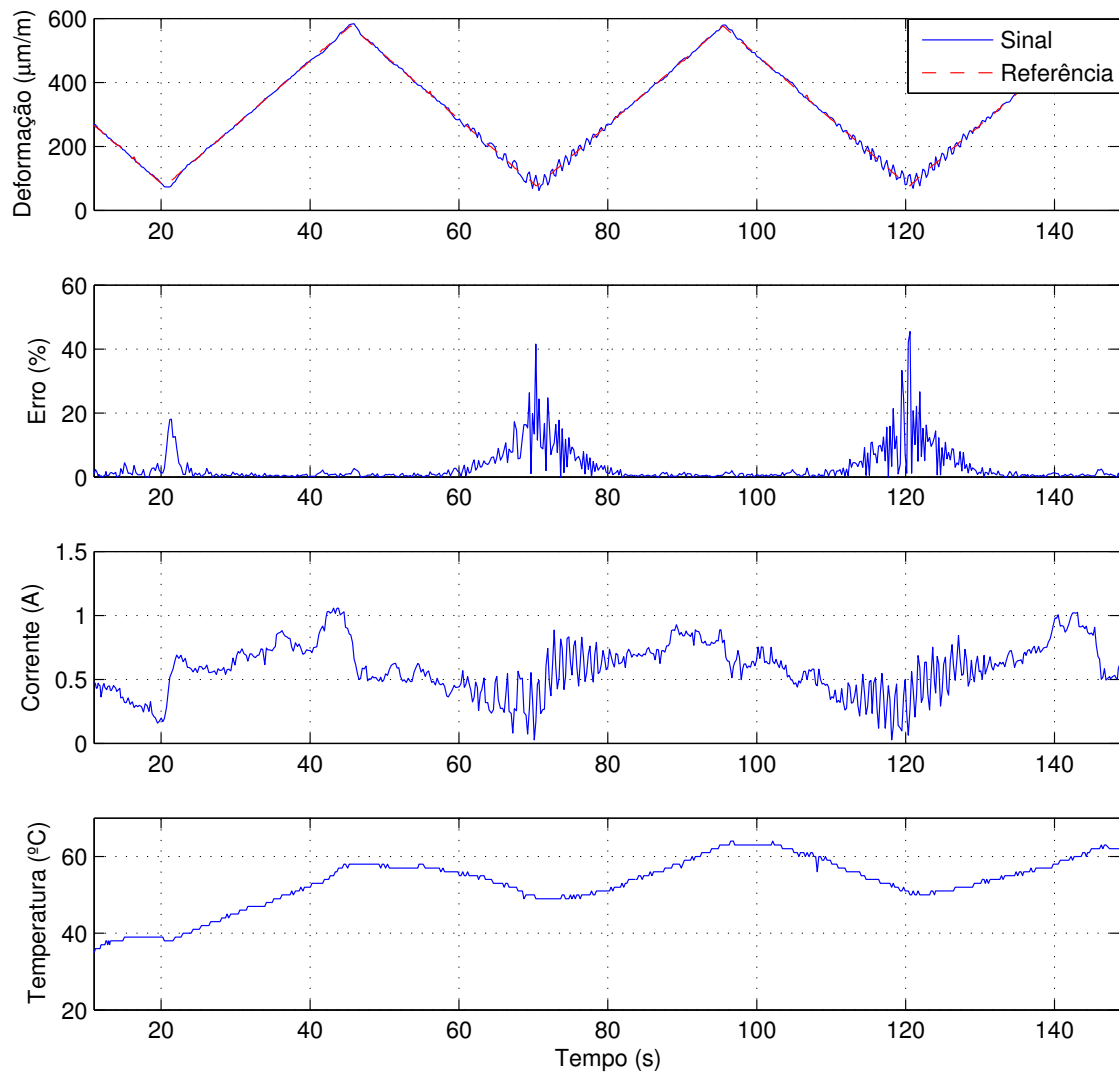 600
400
200
0
Deformação (µm/m)
Sinal
Referência
20 40 60 80 100 120 140
60
40
20
0
Erro (%)
20 40 60 80 100 120 140
1.5
1
0.5
0
Corrente (A)
20 40 60 80 100 120 140
60
40
20
Temperatura (ºC)
20 40 60 80 100 120 140
Tempo (s)